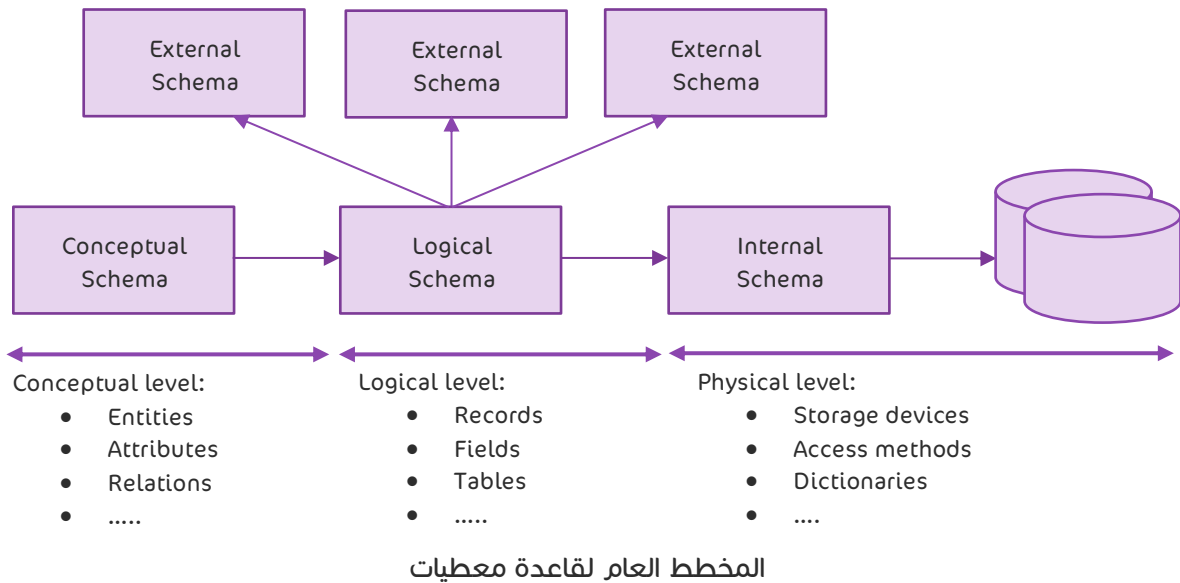 External
Schema
External
Schema
External
Schema
Conceptual
Schema
Logical
Schema
Internal
Schema
Conceptual level:
• Entities
• Attributes
• Relations
• .....
Logical level:
• Records
• Fields
• Tables
• .....
Physical level:
• Storage devices
• Access methods
• Dictionaries
• ....
المخطط العام لقاعدة معطيات